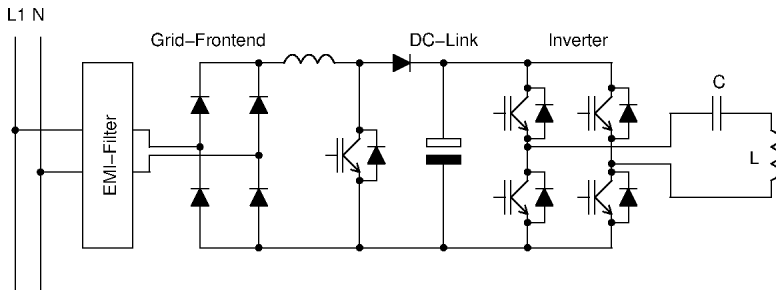 L1 N
Grid–Frontend
DC–Link
Inverter
EMI–Filter
C
L